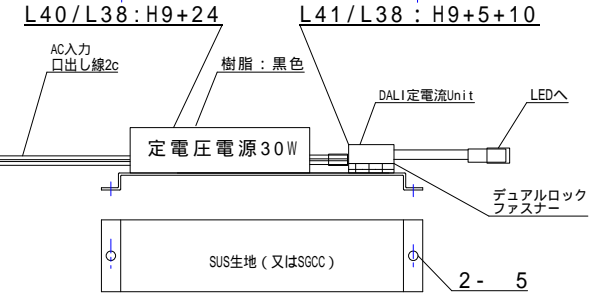 L40/L38:H9+24
L41/L38：H9+5+10
AC入力
口出し線2c
樹脂：黒色
DALI定電流Unit
LEDへ
定電圧電源30W
デュアルロック
ファスナー
SUS生地（又はSGCC）
2- 5